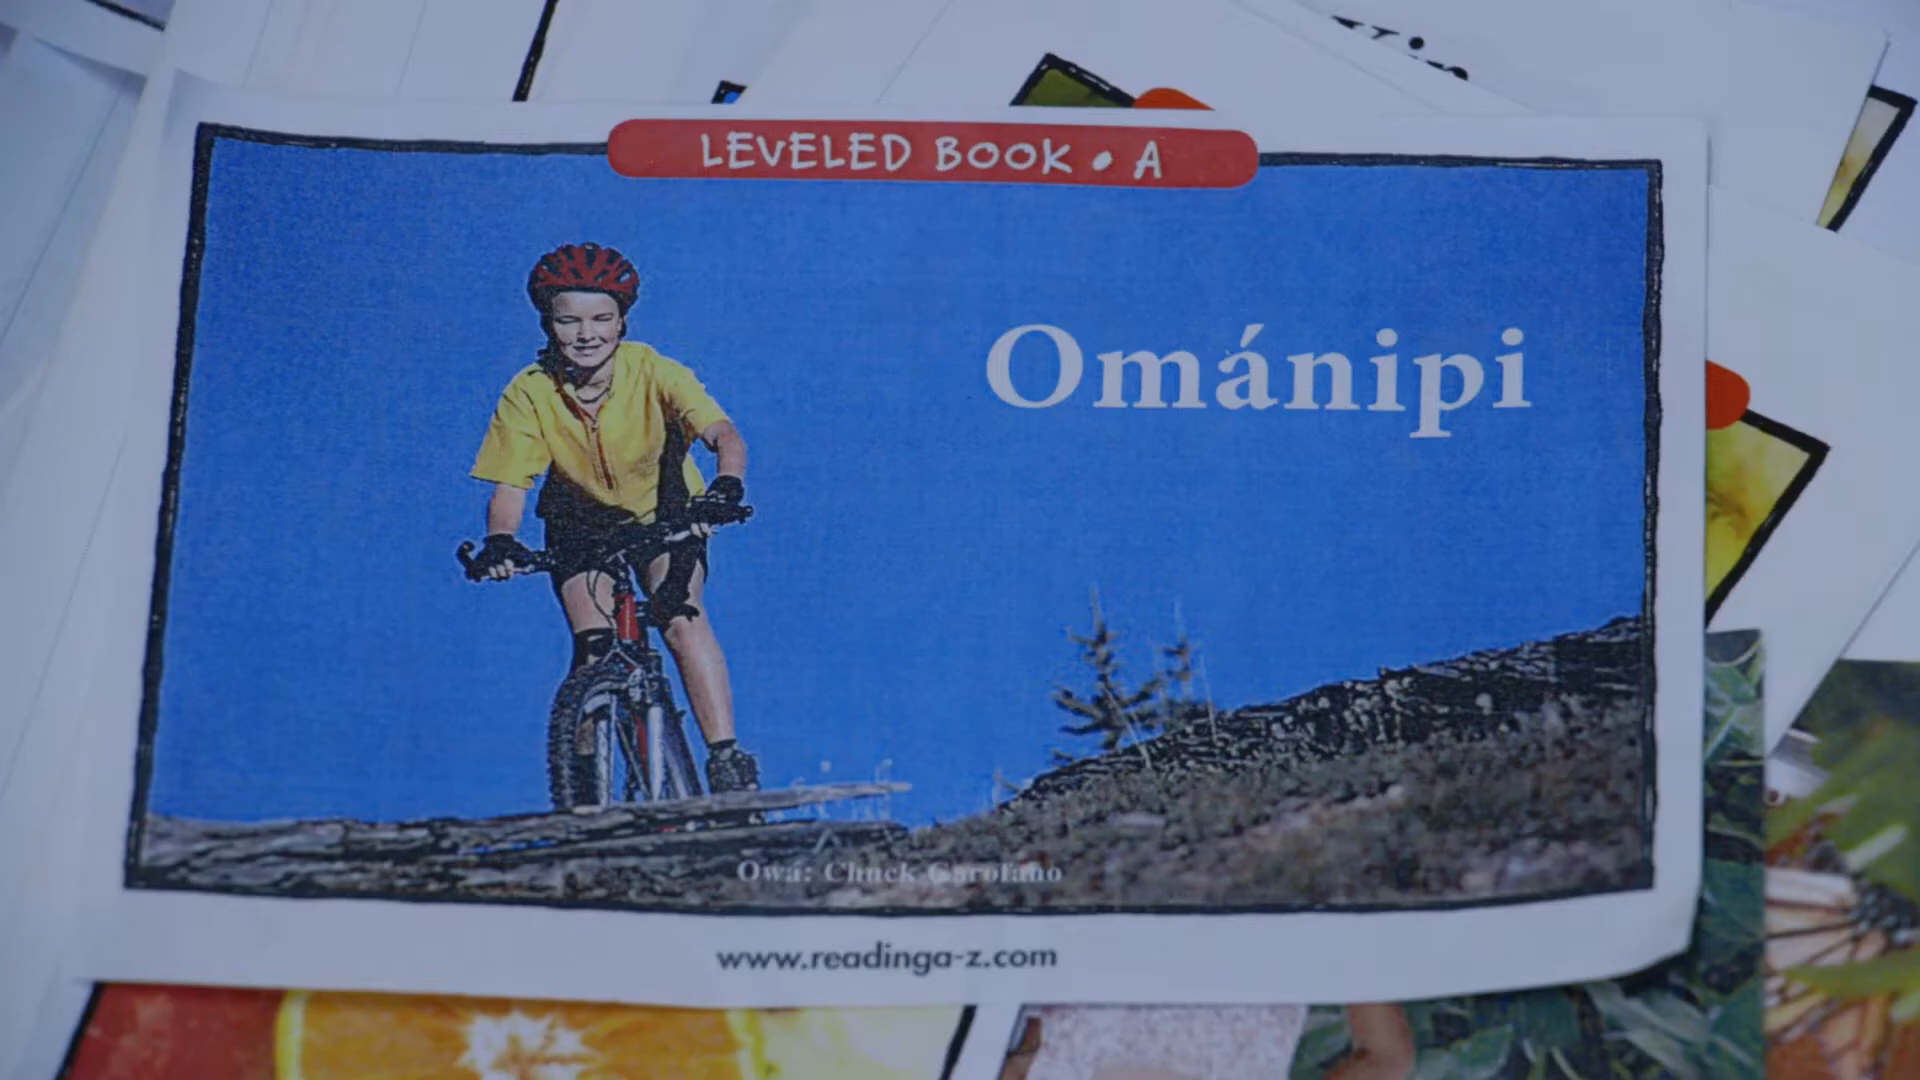 LEVELED BOOK • A
Ománipi
Owá: Chuck Garofano
www.readinga-z.com